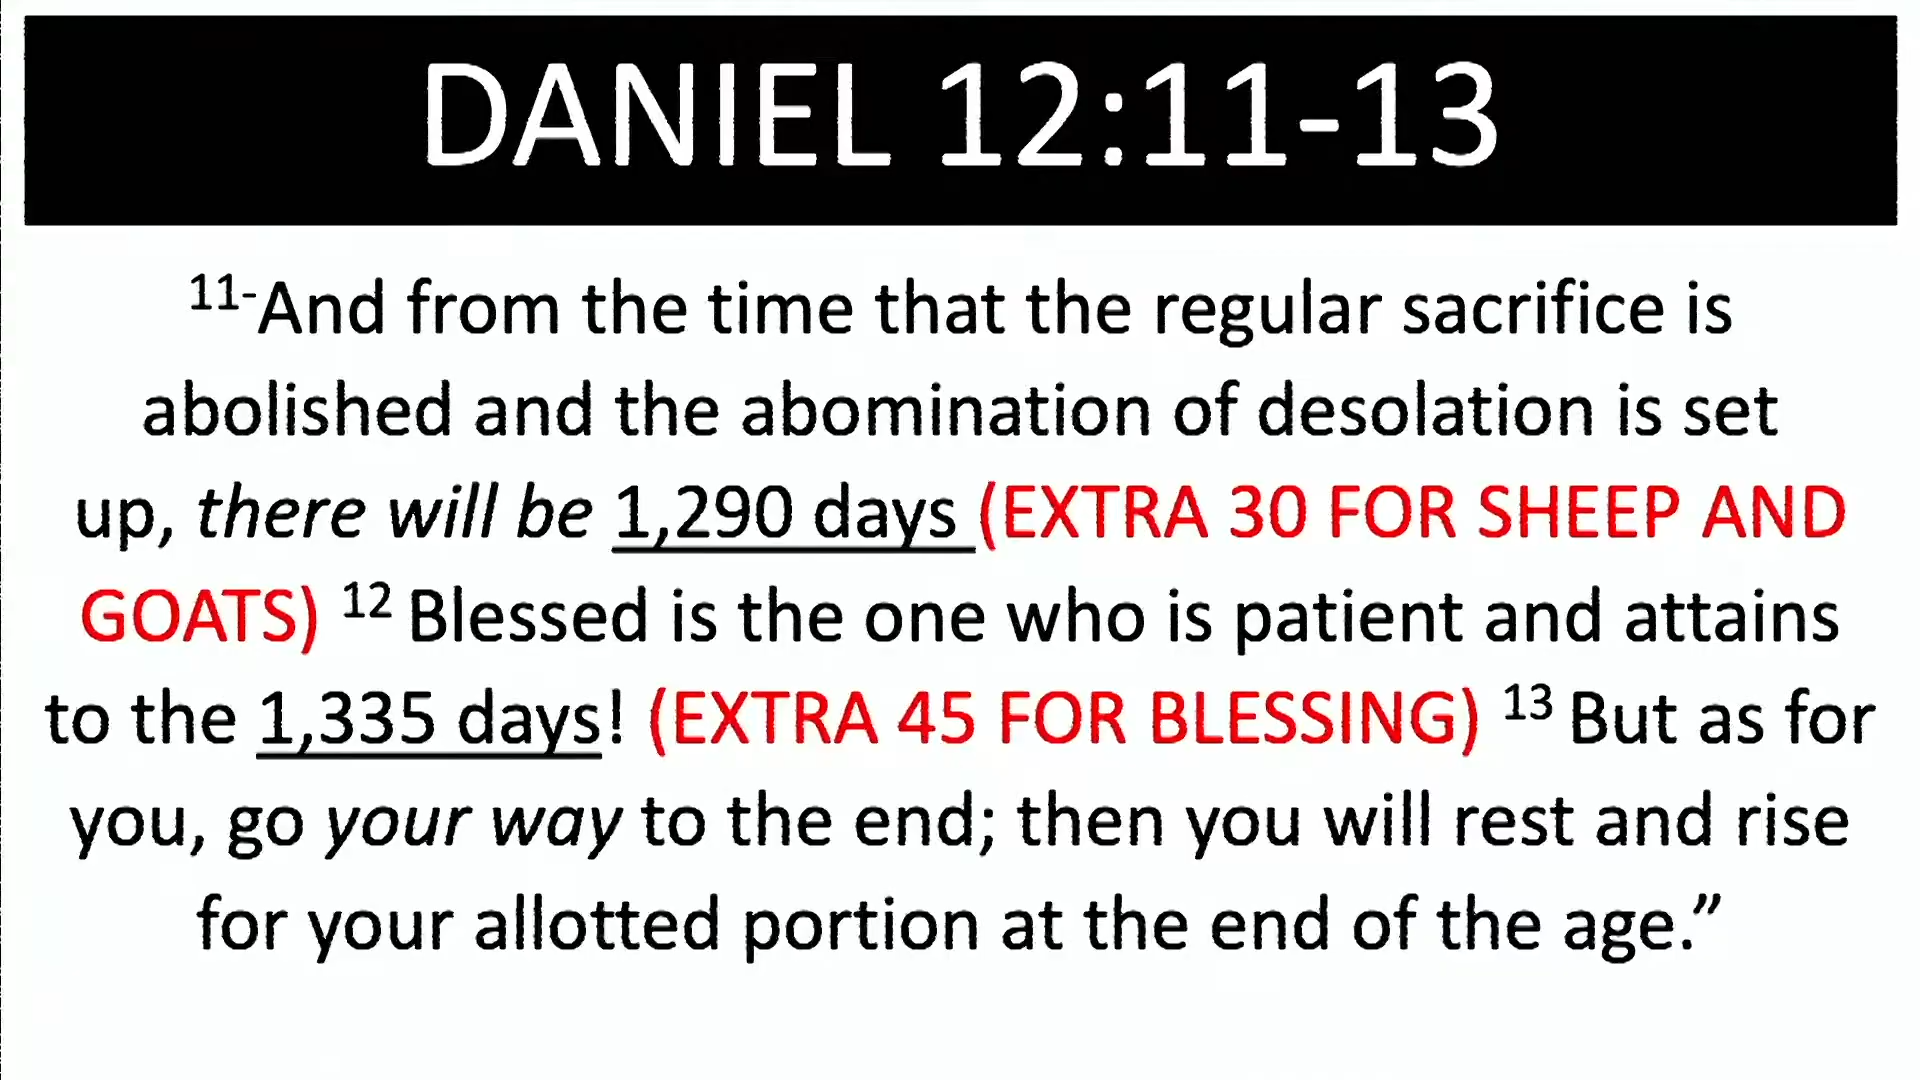 DANIEL 12:11-13
11-And from the time that the regular sacrifice is
abolished and the abomination of desolation is set
up, there will be 1,290 days (EXTRA 30 FOR SHEEP AND
GOATS) 12 Blessed is the one who is patient and attains
to the 1,335 days! (EXTRA 45 FOR BLESSING) 13 But as for
you, go your way to the end; then you will rest and rise
for your allotted portion at the end of the age.”